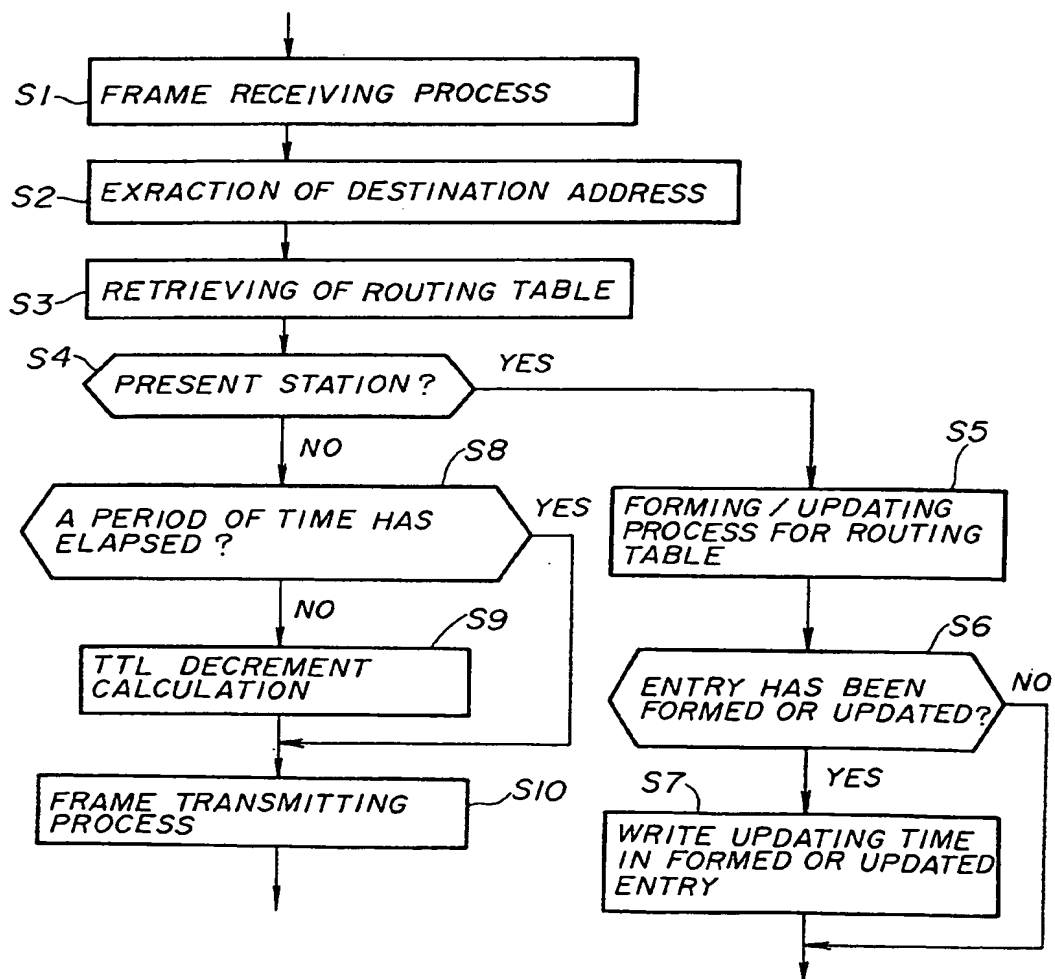 S1
FRAME RECEIVING PROCESS
S2
EXRACTION OF DESTINATION ADDRESS
S3
RETRIEVING OF ROUTING TABLE
S4
PRESENT STATION?
YES
NO
S8
A PERIOD OF TIME HAS
ELAPSED?
YES
NO
S9
TTL DECREMENT
CALCULATION
S10
FRAME TRANSMITTING
PROCESS
S5
FORMING/UPDATING
PROCESS FOR ROUTING
TABLE
S6
ENTRY HAS BEEN
FORMED OR UPDATED?
NO
YES
S7
WRITE UPDATING TIME
IN FORMED OR UPDATED
ENTRY